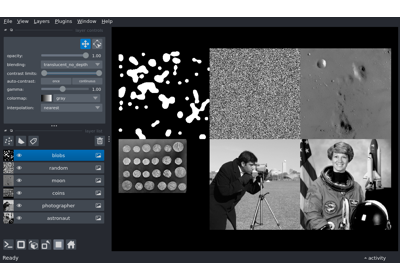 File View Layers Plugins Window Help
opacity: 1.00
blending: translucent_no_depth
contrast limits:
auto-contrast: once continuous
gamma: 1.00
colormap: gray
interpolation: nearest
blobs
random
moon
coins
photographer
astronaut
Ready activity